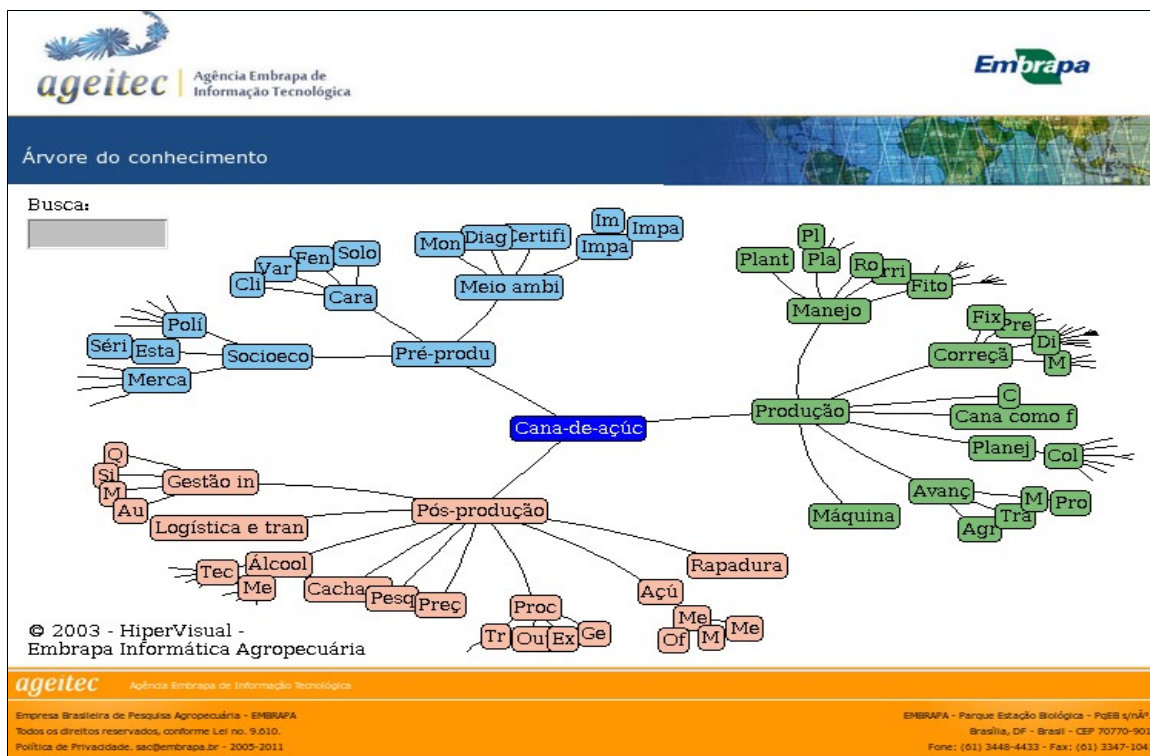 ageitec
Agência Embrapa de
Informação Tecnológica
Embrapa
Árvore do conhecimento
Busca:
Im
Impa
Mon
Diag
Certifi
Impa
Meio ambi
Solo
Fen
Var
Cli
Cara
Polí
Séri
Esta
Merca
Socioeco
Pré-produ
Cana-de-açúc
Pl
Plant
Pla
Ro
rri
Fito
Manejo
Fix
Pre
Di
M
Correçã
Produção
C
Cana como f
Planej
Col
Avanç
M
Pro
Tra
Agr
Máquina
Q
Si
M
Au
Gestão in
Pós-produção
Logística e tran
Álcool
Tec
Me
Cacha
Pesq
Preç
Proc
Tr
Ou
Ex
Ge
Rapadura
Açú
Me
Me
Of
M
© 2003 - HiperVisual -
Embrapa Informática Agropecuária
ageitec Agência Embrapa de Informação Tecnológica
Empresa Brasileira de Pesquisa Agropecuária - EMBRAPA
Todos os direitos reservados, conforme Lei no. 9.610.
Política de Privacidade. sac@embrapa.br - 2005-2011
EMBRAPA - Parque Estação Biológica - PqEB s/nÂº.
Brasília, DF - Brasil - CEP 70770-901
Fone: (61) 3448-4433 - Fax: (61) 3347-104